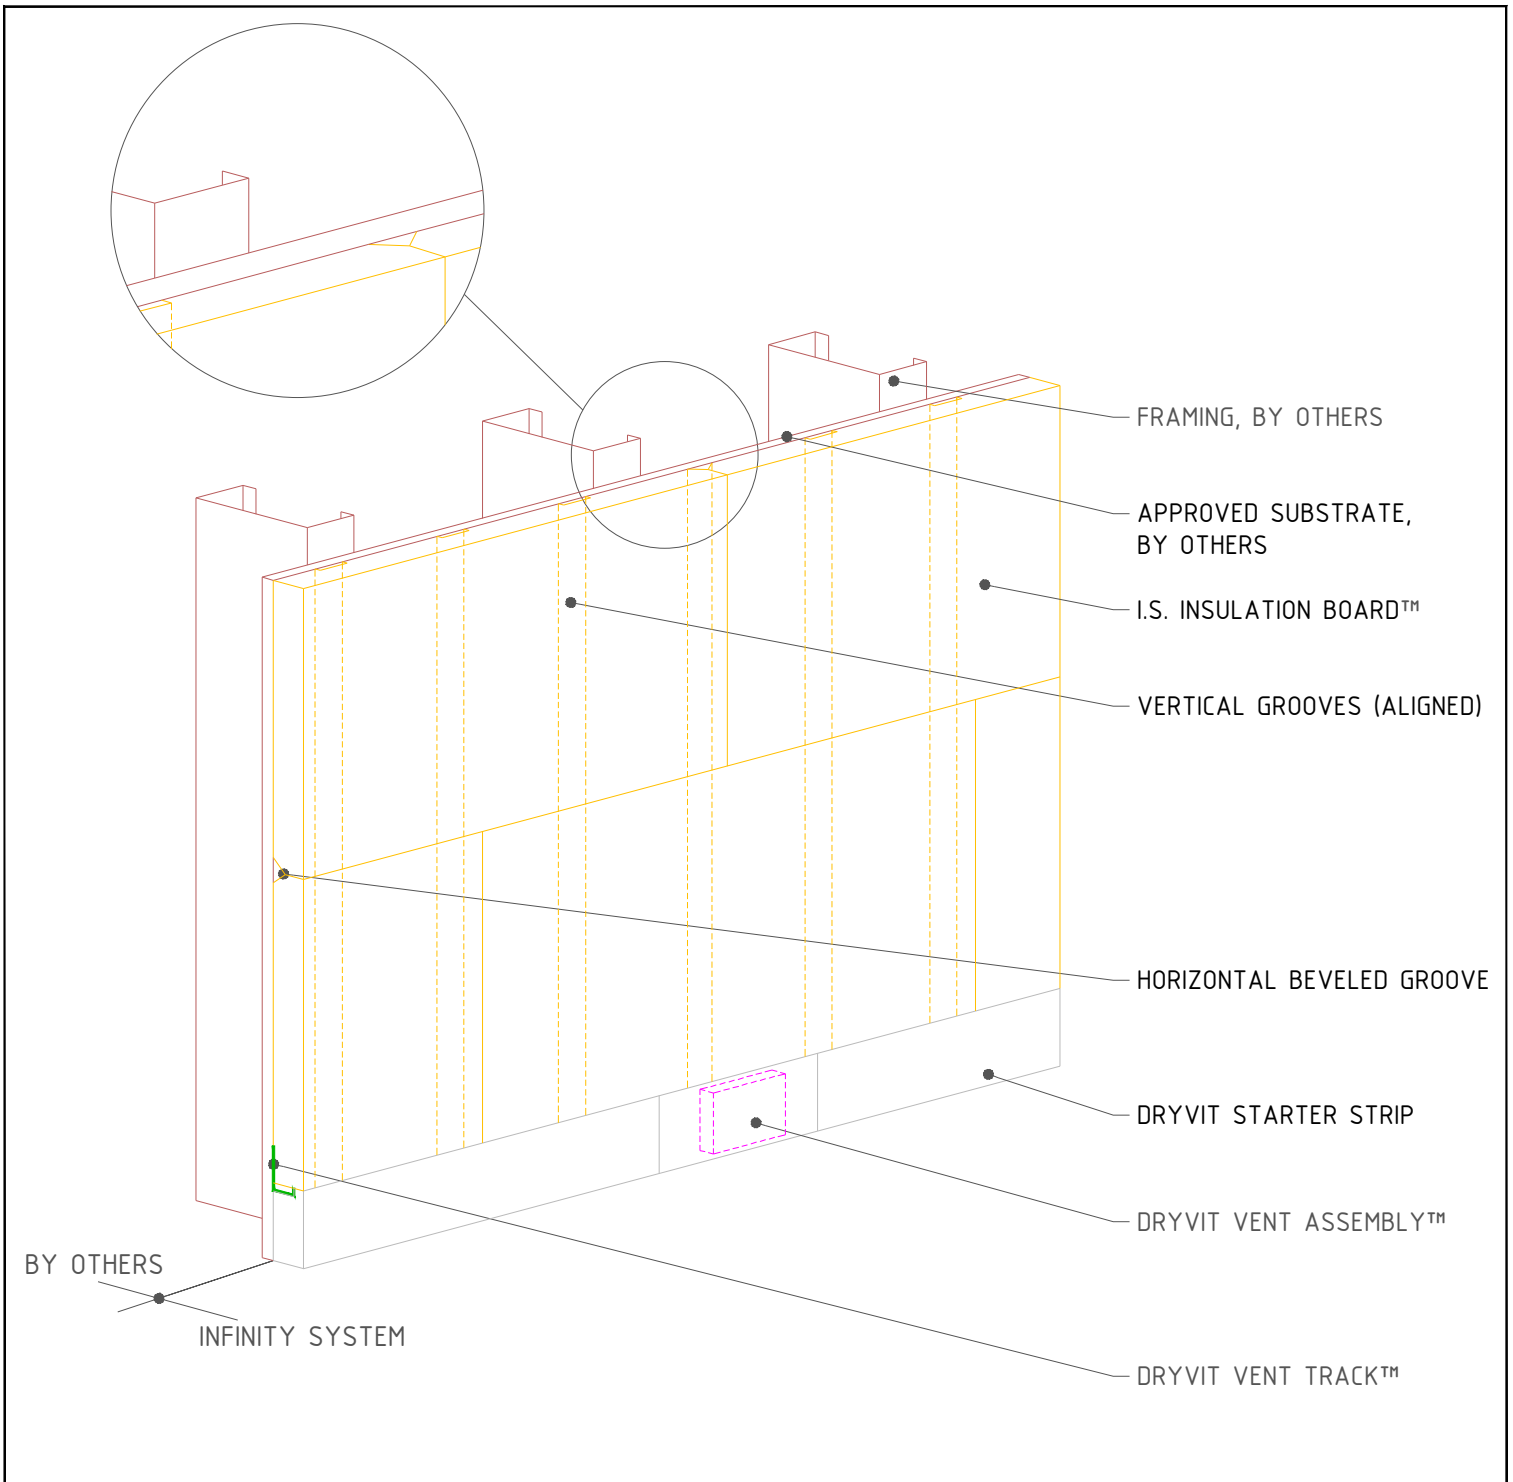 FRAMING, BY OTHERS
APPROVED SUBSTRATE,
BY OTHERS
I.S. INSULATION BOARD™
VERTICAL GROOVES (ALIGNED)
HORIZONTAL BEVELED GROOVE
DRYVIT STARTER STRIP
DRYVIT VENT ASSEMBLY™
BY OTHERS
INFINITY SYSTEM
DRYVIT VENT TRACK™